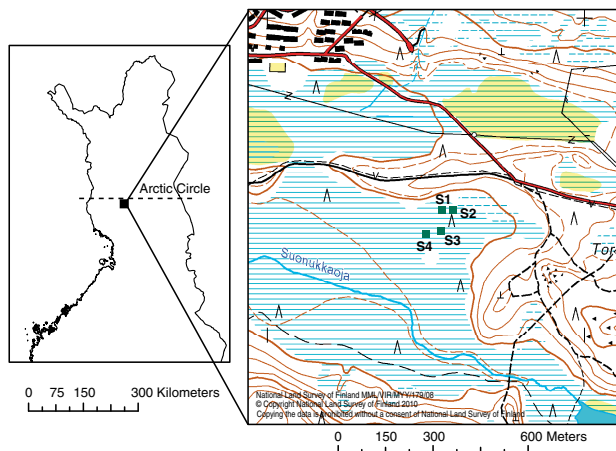 Arctic Circle
0 75 150 300 Kilometers
z
z
S1
S2
S3
S4
Suonukkaoja
Tor
National Land Survey of Finland MML/VIR/MYY/179/08
© Copyright National Land Survey of Finland 2010
Copying the data is prohibited without a consent of National Land Survey of Finland
0 150 300 600 Meters